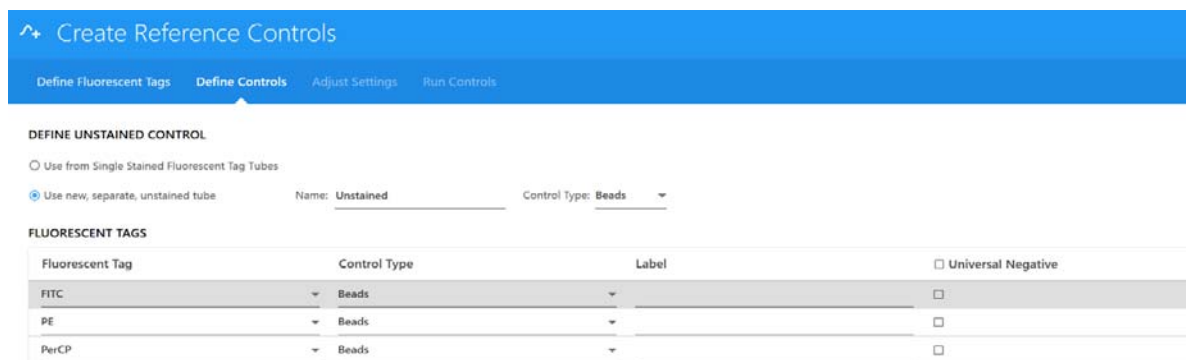 Create Reference Controls
Define Fluorescent Tags Define Controls Adjust Settings Run Controls
DEFINE UNSTAINED CONTROL
Use from Single Stained Fluorescent Tag Tubes
Use new, separate, unstained tube Name: Unstained Control Type: Beads
FLUORESCENT TAGS
Fluorescent Tag Control Type Label Universal Negative
FITC Beads
PE Beads
PerCP Beads